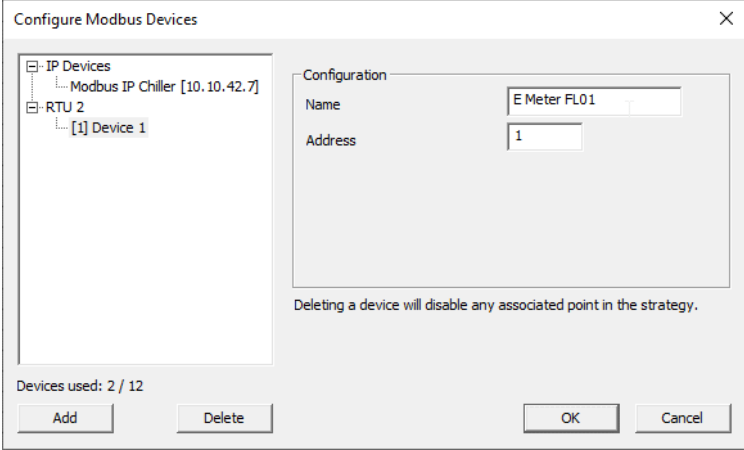 Configure Modbus Devices
IP Devices
Modbus IP Chiller [10.10.42.7]
RTU 2
[1] Device 1
Configuration
Name
E Meter FL01
Address
1
Deleting a device will disable any associated point in the strategy.
Devices used: 2 / 12
Add
Delete
OK
Cancel